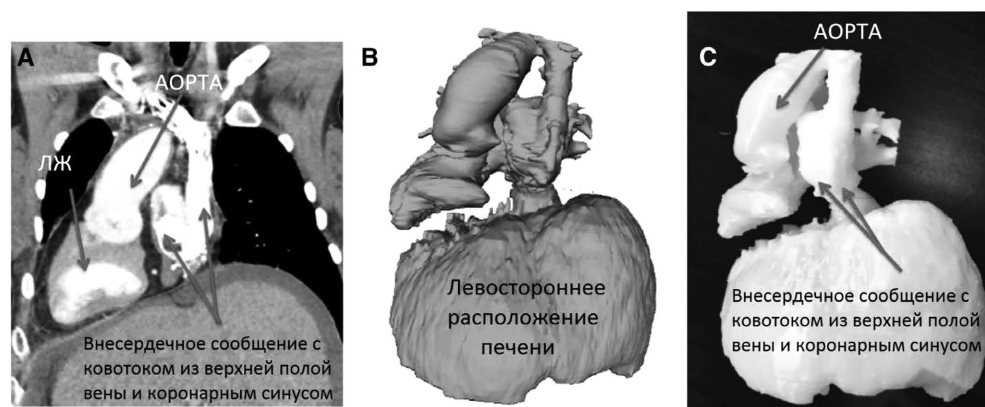 A
АОРТА
ЛЖ
Внесердечное сообщение с
ковотоком из верхней полой
вены и коронарным синусом
B
Левостороннее
расположение
печени
C
АОРТА
Внесердечное сообщение с
ковотоком из верхней полой
вены и коронарным синусом